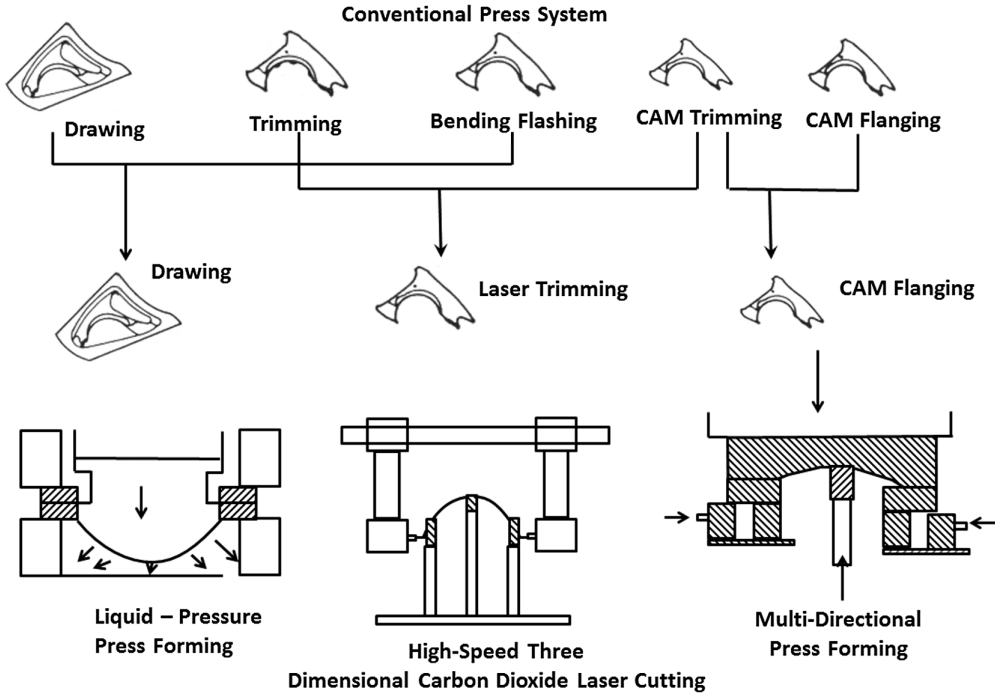 Conventional Press System
Drawing
Trimming
Bending Flashing
CAM Trimming
CAM Flanging
Drawing
Laser Trimming
CAM Flanging
Liquid – Pressure
Press Forming
High-Speed Three
Dimensional Carbon Dioxide Laser Cutting
Multi-Directional
Press Forming